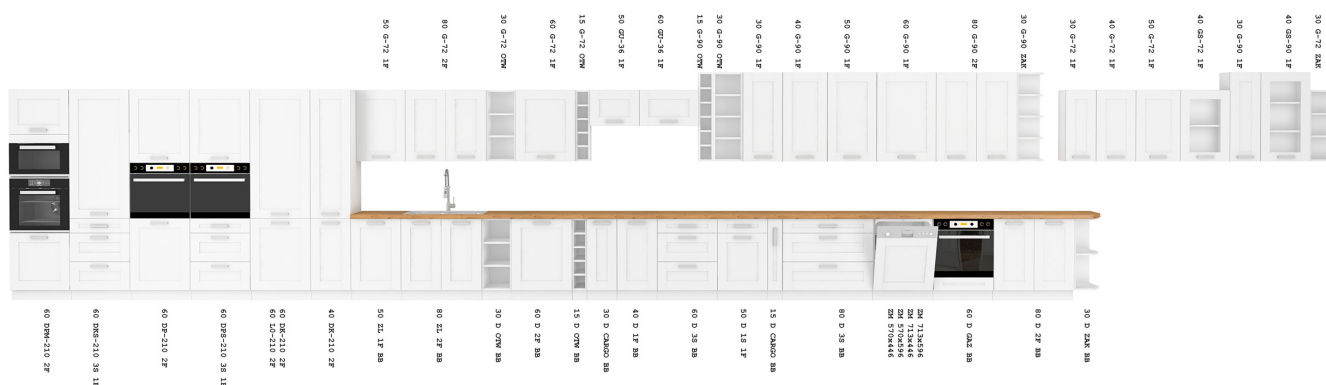 50 G-72 1F
80 G-72 2F
30 G-72 OTW
60 G-72 1F
15 G-72 OTW
50 GU-36 1F
60 GU-36 1F
15 G-90 OTW
30 G-90 OTW
30 G-90 1F
40 G-90 1F
50 G-90 1F
60 G-90 1F
80 G-90 2F
30 G-90 ZAK
30 G-72 1F
40 G-72 1F
50 G-72 1F
40 GS-72 1F
30 G-90 1F
40 GS-90 1F
30 G-72 ZAK
60 DPM-210 2F
60 DKS-210 3S 1F
60 DP-210 2F
60 DPS-210 3S 1F
60 DK-210 2F
60 LO-210 2F
40 DK-210 2F
50 ZL 1F BB
80 ZL 2F BB
30 D OTW BB
60 D 2F BB
15 D OTW BB
30 D CARGO BB
40 D 1F BB
60 D 3S BB
50 D 1S 1F
15 D CARGO BB
80 D 3S BB
ZM 713x596
ZM 713x446
ZM 570x596
ZM 570x446
60 D GAZ BB
80 D 2F BB
30 D ZAK BB